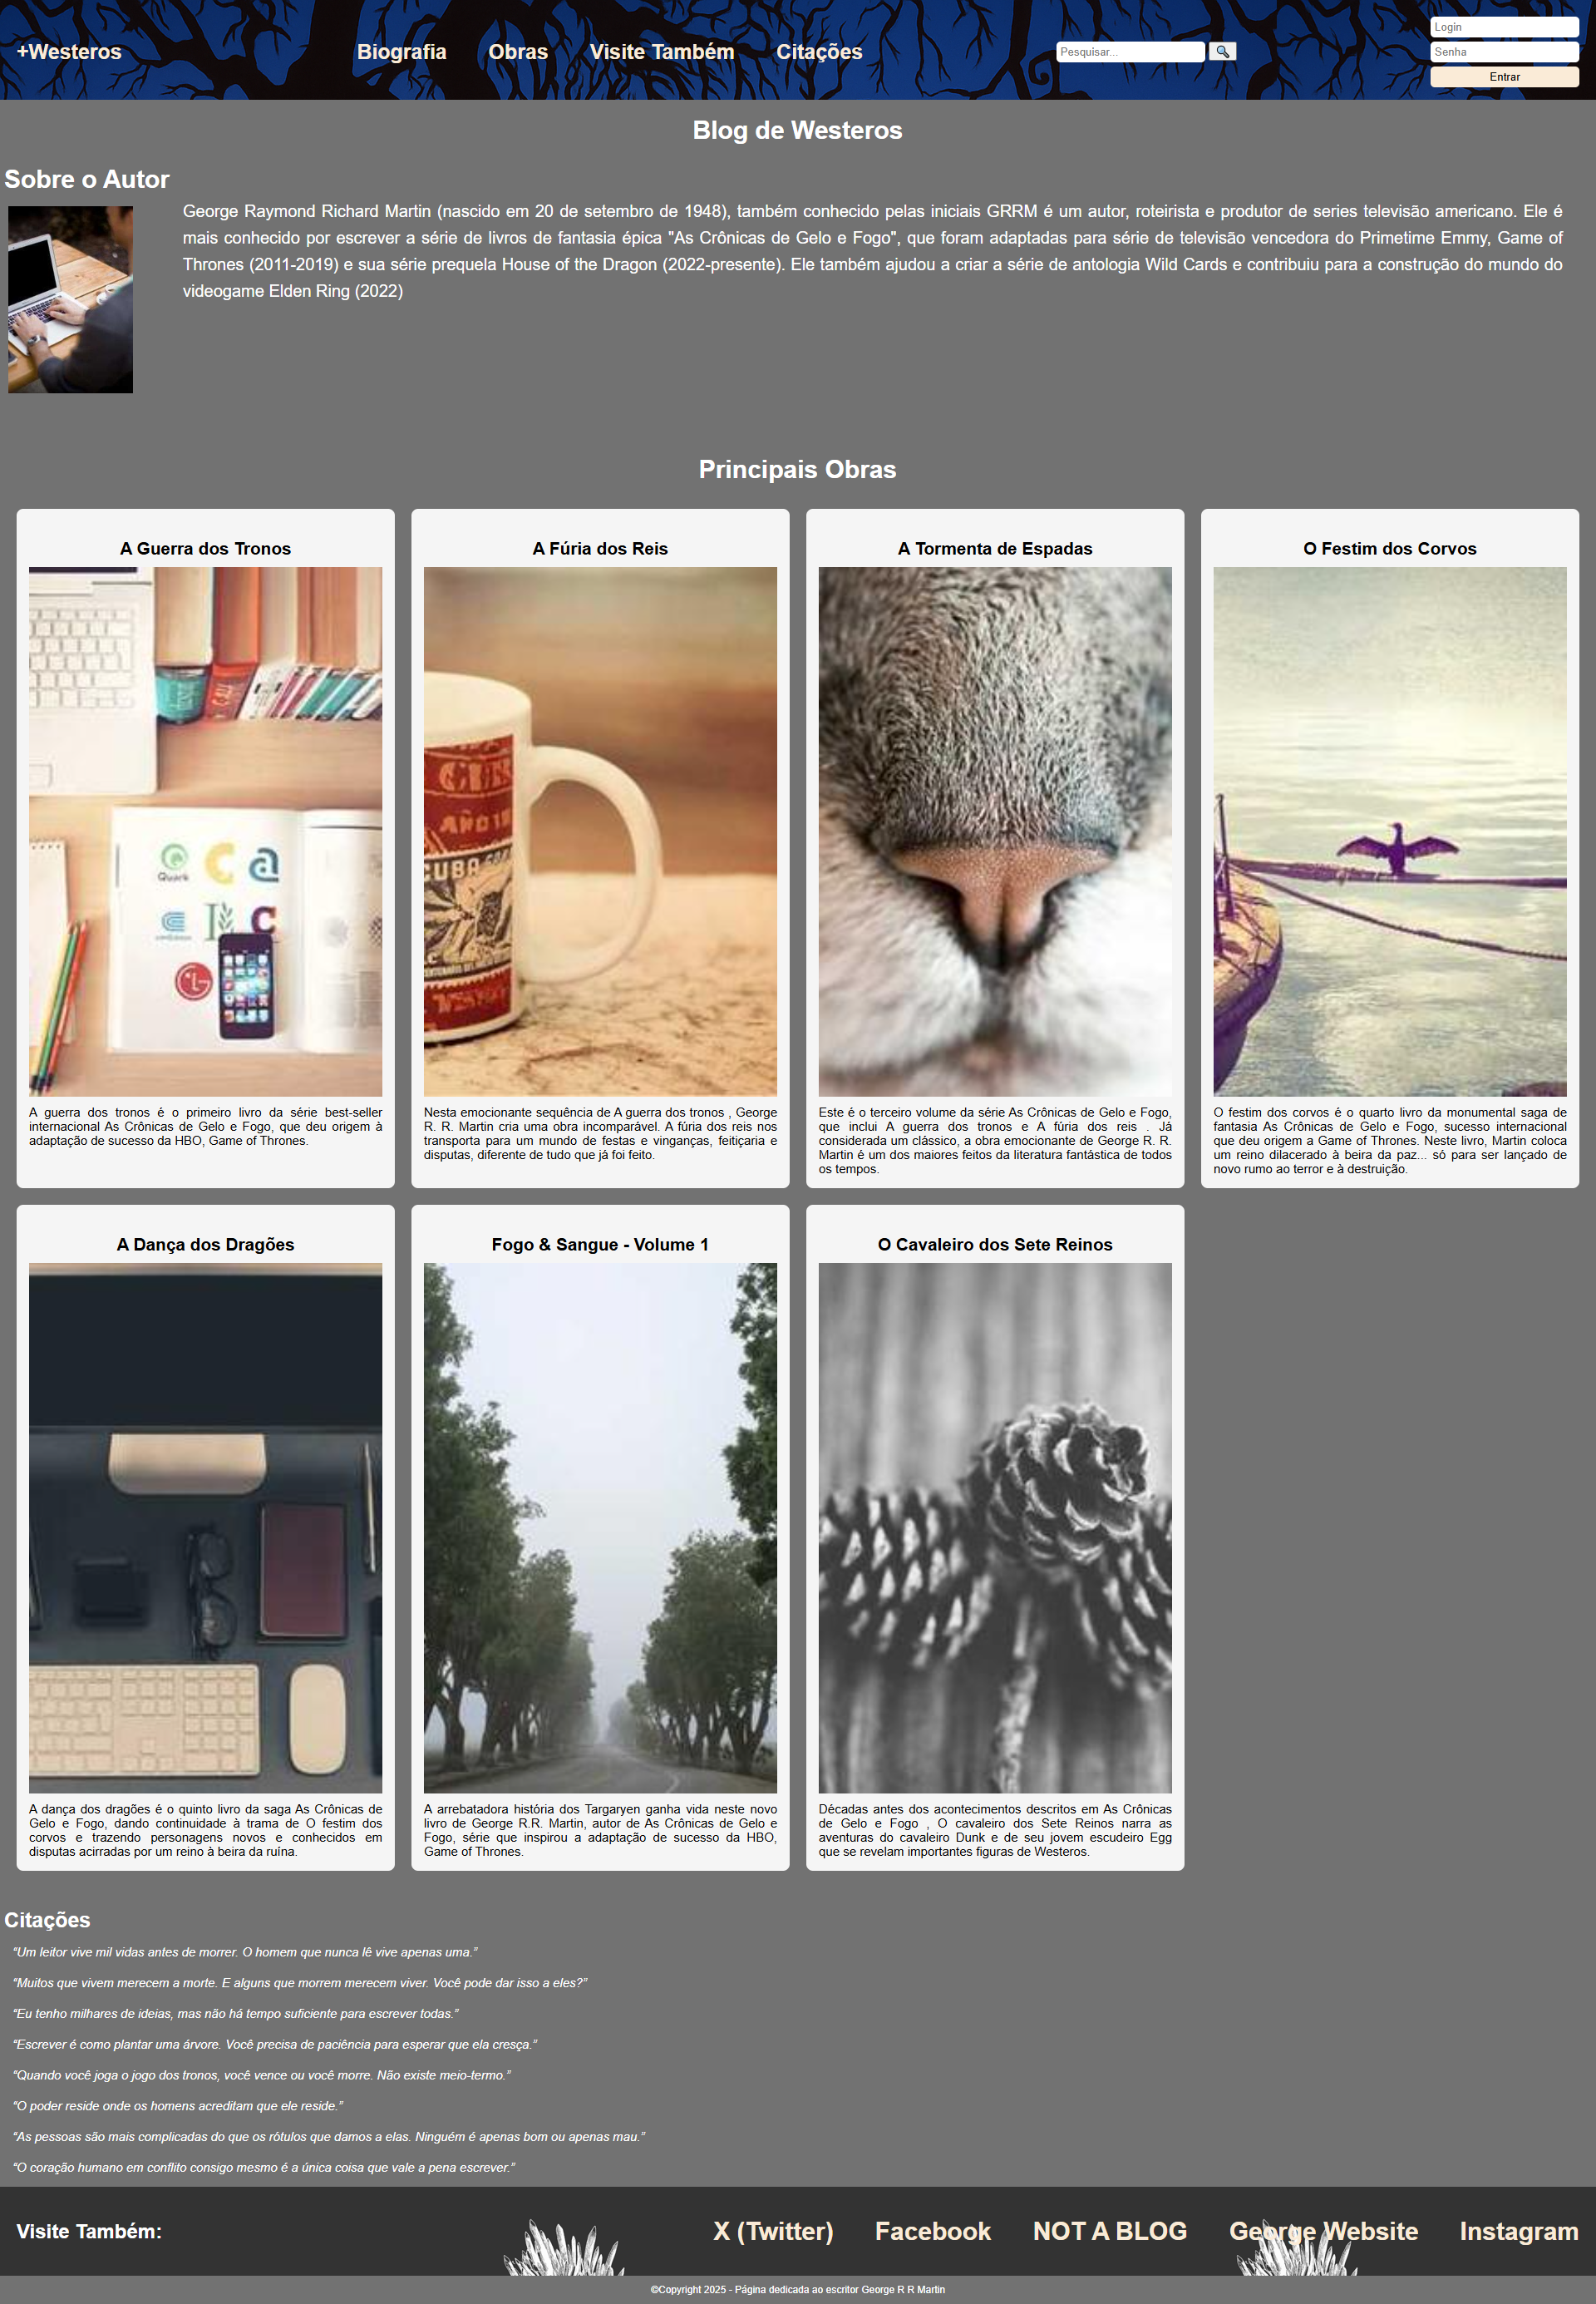 +Westeros
Biografia Obras Visite Também Citações
Pesquisar...
Login
Senha
Entrar
Blog de Westeros
Sobre o Autor
George Raymond Richard Martin (nascido em 20 de setembro de 1948), também conhecido pelas iniciais GRRM é um autor, roteirista e produtor de series televisão americano. Ele é
mais conhecido por escrever a série de livros de fantasia épica "As Crônicas de Gelo e Fogo", que foram adaptadas para série de televisão vencedora do Primetime Emmy, Game of
Thrones (2011-2019) e sua série prequela House of the Dragon (2022-presente). Ele também ajudou a criar a série de antologia Wild Cards e contribuiu para a construção do mundo do
videogame Elden Ring (2022)
Principais Obras
A Guerra dos Tronos
Quark
A guerra dos tronos é o primeiro livro da série best-seller
internacional As Crônicas de Gelo e Fogo, que deu origem à
adaptação de sucesso da HBO, Game of Thrones.
A Fúria dos Reis
CUBA
Nesta emocionante sequência de A guerra dos tronos , George
R. R. Martin cria uma obra incomparável. A fúria dos reis nos
transporta para um mundo de festas e vinganças, feitiçaria e
disputas, diferente de tudo que já foi feito.
A Tormenta de Espadas
Este é o terceiro volume da série As Crônicas de Gelo e Fogo,
que inclui A guerra dos tronos e A fúria dos reis . Já
considerada um clássico, a obra emocionante de George R. R.
Martin é um dos maiores feitos da literatura fantástica de todos
os tempos.
O Festim dos Corvos
O festim dos corvos é o quarto livro da monumental saga de
fantasia As Crônicas de Gelo e Fogo, sucesso internacional
que deu origem a Game of Thrones. Neste livro, Martin coloca
um reino dilacerado à beira da paz... só para ser lançado de
novo rumo ao terror e à destruição.
A Dança dos Dragões
A dança dos dragões é o quinto livro da saga As Crônicas de
Gelo e Fogo, dando continuidade à trama de O festim dos
corvos e trazendo personagens novos e conhecidos em
disputas acirradas por um reino à beira da ruína.
Fogo & Sangue - Volume 1
A arrebatadora história dos Targaryen ganha vida neste novo
livro de George R.R. Martin, autor de As Crônicas de Gelo e
Fogo, série que inspirou a adaptação de sucesso da HBO,
Game of Thrones.
O Cavaleiro dos Sete Reinos
Décadas antes dos acontecimentos descritos em As Crônicas
de Gelo e Fogo , O cavaleiro dos Sete Reinos narra as
aventuras do cavaleiro Dunk e de seu jovem escudeiro Egg
que se revelam importantes figuras de Westeros.
Citações
“Um leitor vive mil vidas antes de morrer. O homem que nunca lê vive apenas uma.”
“Muitos que vivem merecem a morte. E alguns que morrem merecem viver. Você pode dar isso a eles?”
“Eu tenho milhares de ideias, mas não há tempo suficiente para escrever todas.”
“Escrever é como plantar uma árvore. Você precisa de paciência para esperar que ela cresça.”
“Quando você joga o jogo dos tronos, você vence ou você morre. Não existe meio-termo.”
“O poder reside onde os homens acreditam que ele reside.”
“As pessoas são mais complicadas do que os rótulos que damos a elas. Ninguém é apenas bom ou apenas mau.”
“O coração humano em conflito consigo mesmo é a única coisa que vale a pena escrever.”
Visite Também:
X (Twitter) Facebook NOT A BLOG George Website Instagram
©Copyright 2025 - Página dedicada ao escritor George R R Martin